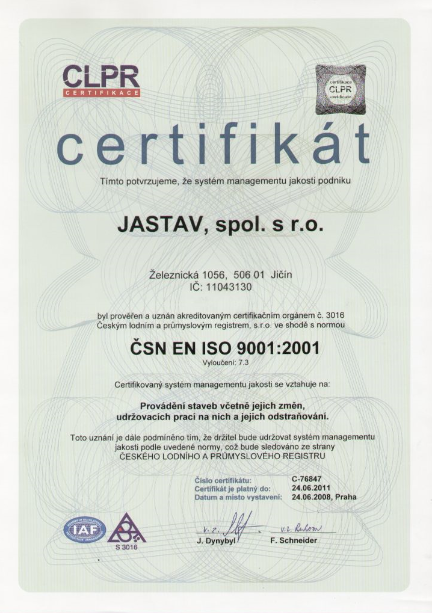 CLPR
CERTIFIKACE
certifikace
CLPR
certifikát
Tímto potvrzujeme, že systém managementu jakosti podniku
JASTAV, spol. s r.o.
Železnická 1056, 506 01 Jičín
IČ: 11043130
byl prověřen a uznán akreditovaným certifikačním orgánem č. 3016
Českým lodním a průmyslovým registrem, s.r.o. ve shodě s normou
ČSN EN ISO 9001:2001
Vyloučení: 7.3
Certifikovaný systém managementu jakosti se vztahuje na:
Provádění staveb včetně jejich změn,
udržovacích prací na nich a jejich odstraňování.
Toto uznání je dále podmíněno tím, že držitel bude udržovat systém managementu
jakosti podle uvedené normy, což bude sledováno ze strany
ČESKÉHO LODNÍHO A PRŮMYSLOVÉHO REGISTRU
Číslo certifikátu: C-76847
Certifikát je platný do: 24.06.2011
Datum a místo vystavení: 24.06.2008, Praha
IAF
S 3016
J. Dynybyl F. Schneider